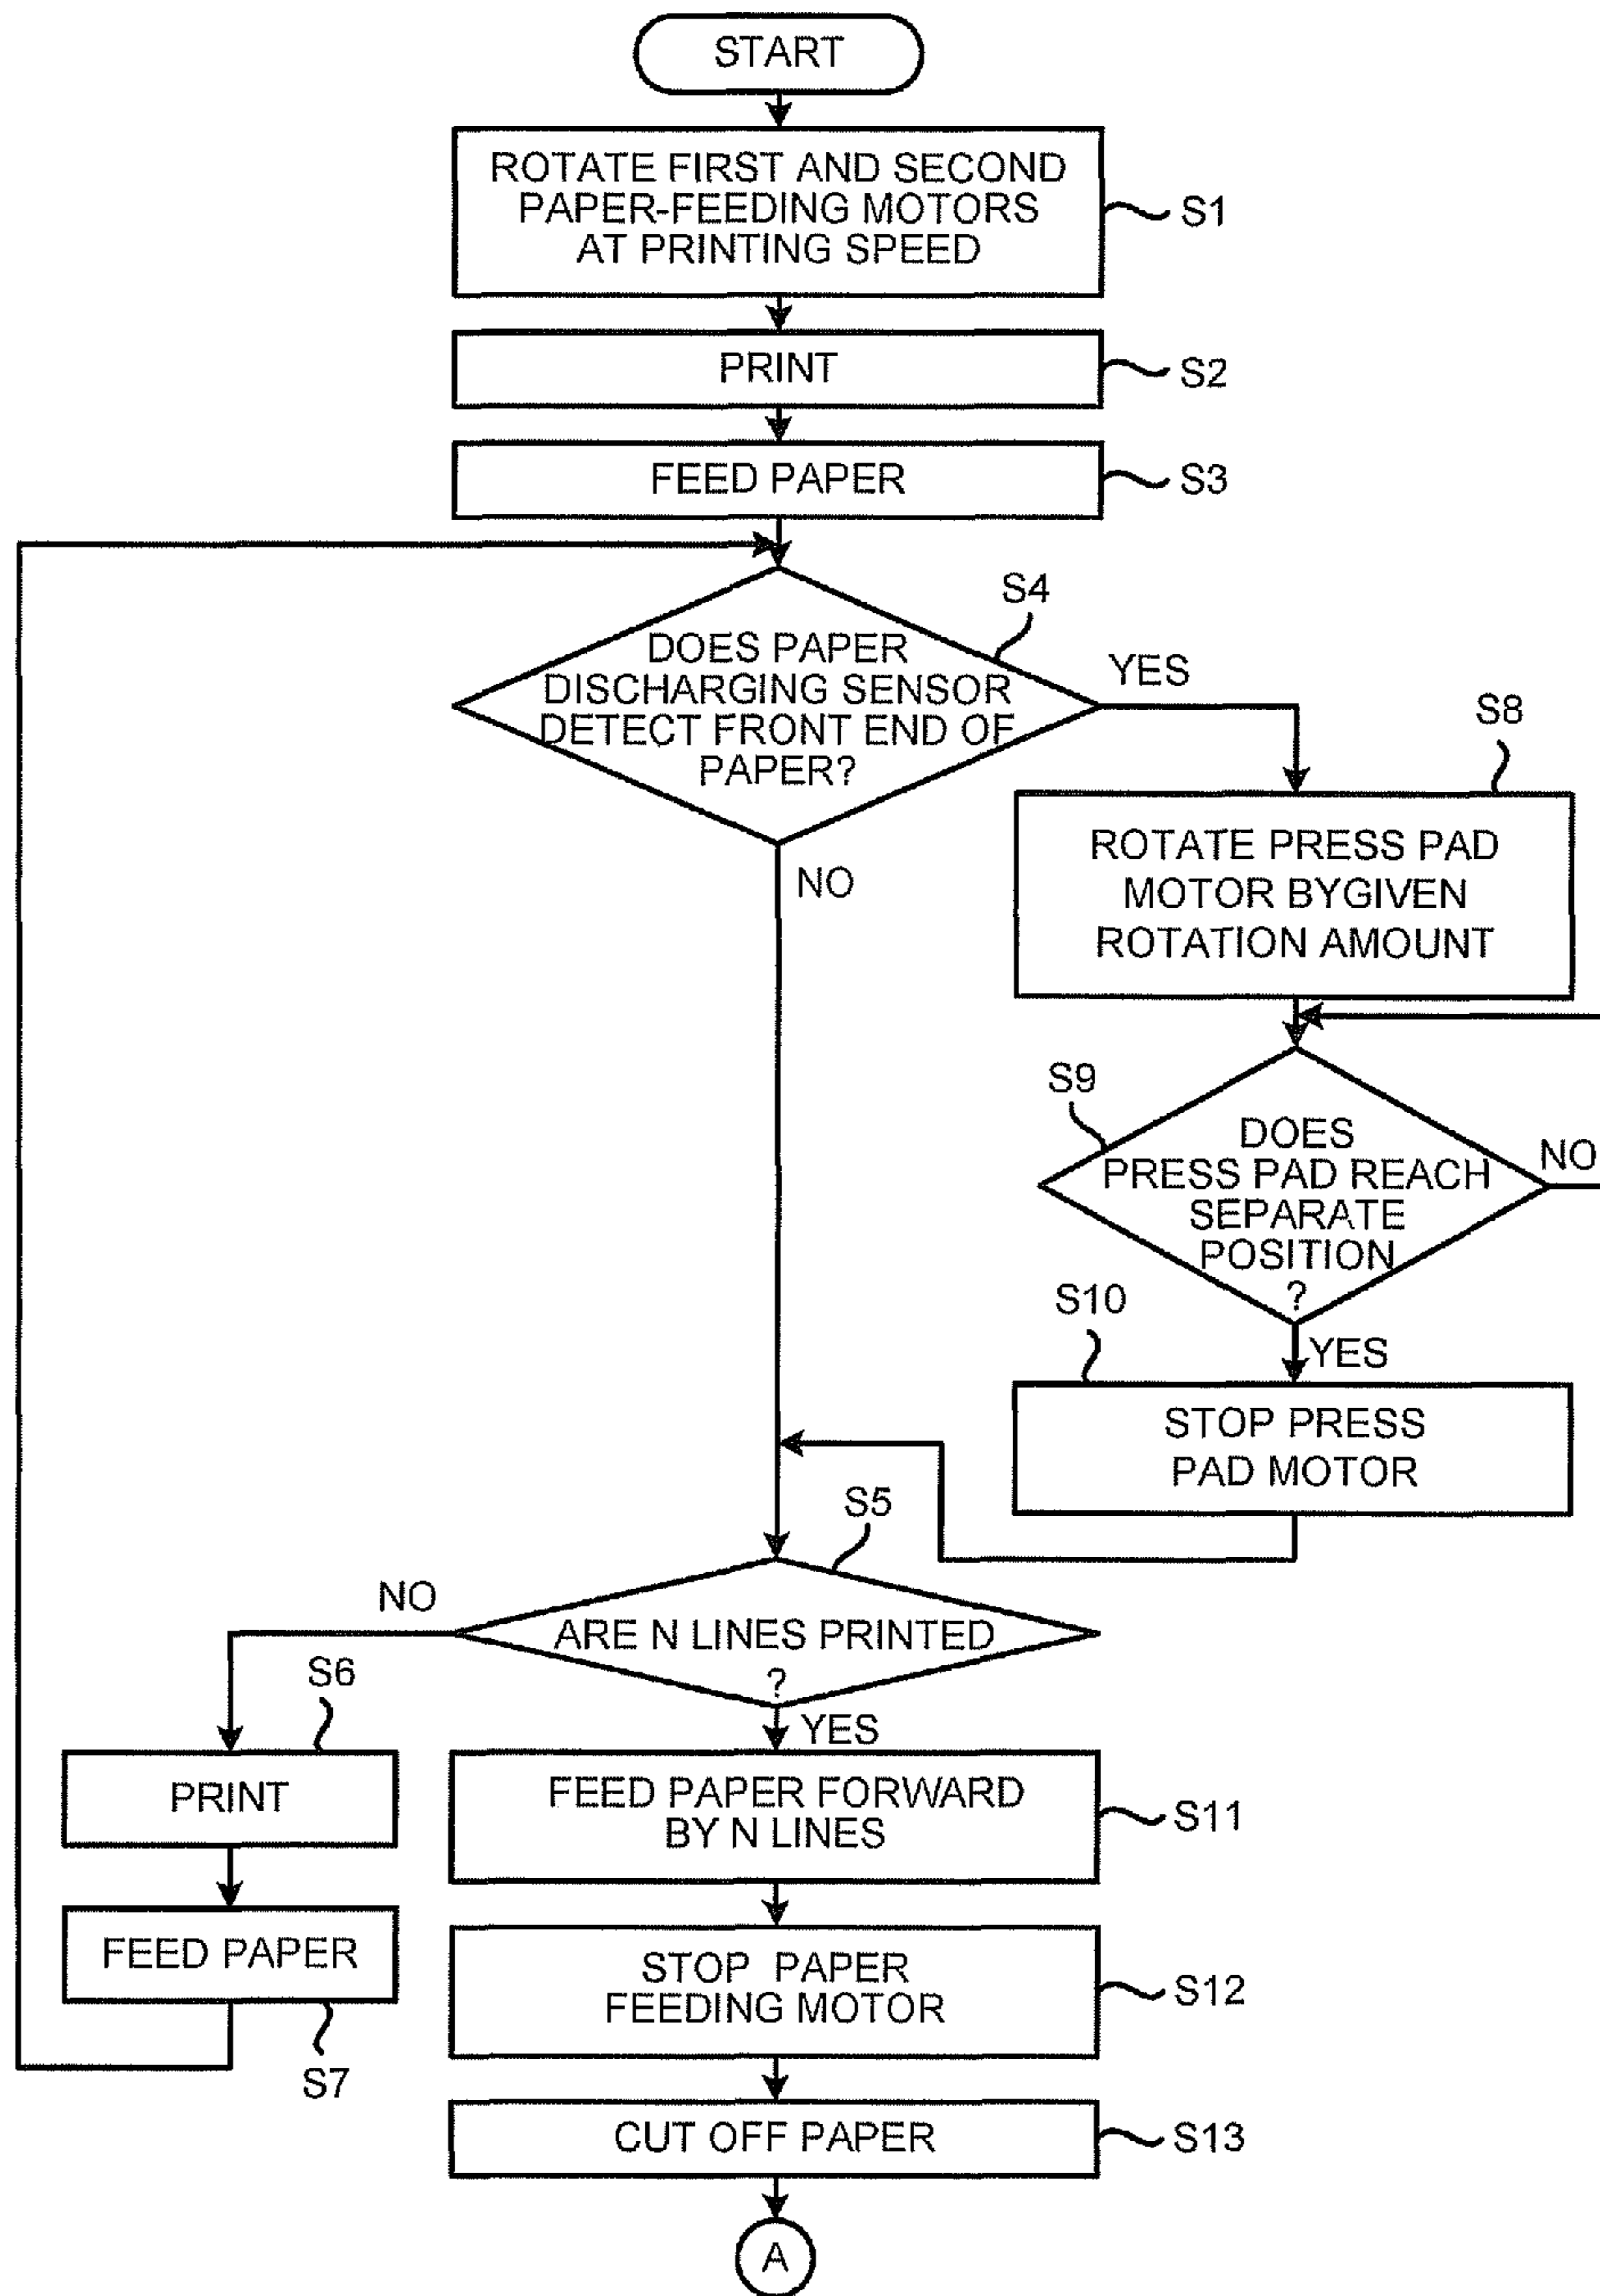 START
ROTATE FIRST AND SECOND
PAPER-FEEDING MOTORS
AT PRINTING SPEED
S1
PRINT
S2
FEED PAPER
S3
S4
DOES PAPER
DISCHARGING SENSOR
DETECT FRONT END OF
PAPER?
YES
NO
S8
ROTATE PRESS PAD
MOTOR BYGIVEN
ROTATION AMOUNT
S9
DOES
PRESS PAD REACH
SEPARATE
POSITION
?
NO
YES
S10
STOP PRESS
PAD MOTOR
S5
ARE N LINES PRINTED
?
NO
YES
S6
PRINT
FEED PAPER
S7
FEED PAPER FORWARD
BY N LINES
S11
STOP PAPER
FEEDING MOTOR
S12
CUT OFF PAPER
S13
A